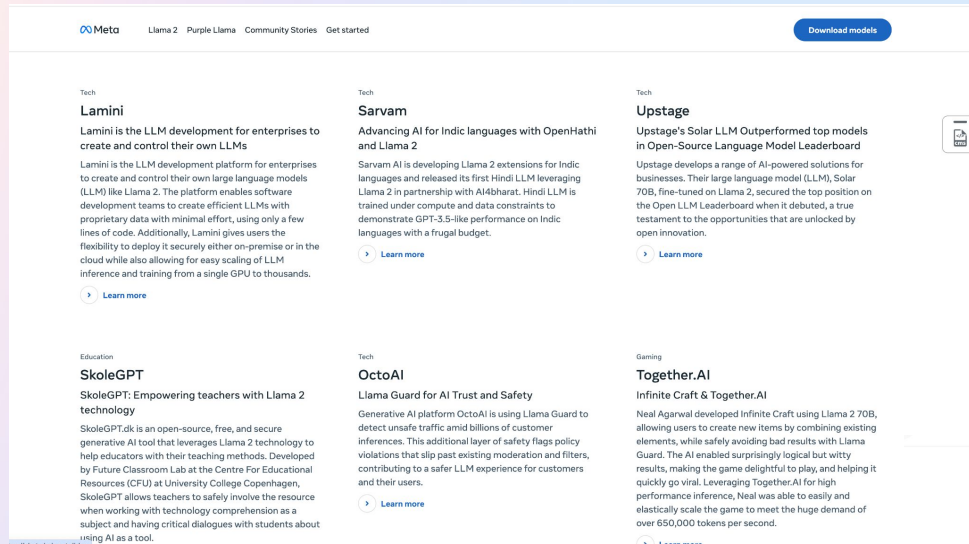 Meta
Llama 2 Purple Llama Community Stories Get started
Download models
Tech
Lamini
Lamini is the LLM development for enterprises to
create and control their own LLMs
Lamini is the LLM development platform for enterprises
to create and control their own large language models
(LLM) like Llama 2. The platform enables software
development teams to create efficient LLMs with
proprietary data with minimal effort, using only a few
lines of code. Additionally, Lamini gives users the
flexibility to deploy it securely either on-premise or in the
cloud while also allowing for easy scaling of LLM
inference and training from a single GPU to thousands.
Learn more
Tech
Sarvam
Advancing AI for Indic languages with OpenHathi
and Llama 2
Sarvam AI is developing Llama 2 extensions for Indic
languages and released its first Hindi LLM leveraging
Llama 2 in partnership with AI4bharat. Hindi LLM is
trained under compute and data constraints to
demonstrate GPT-3.5-like performance on Indic
languages with a frugal budget.
Learn more
Tech
Upstage
Upstage's Solar LLM Outperformed top models
in Open-Source Language Model Leaderboard
Upstage develops a range of AI-powered solutions for
businesses. Their large language model (LLM), Solar
70B, fine-tuned on Llama 2, secured the top position on
the Open LLM Leaderboard when it debuted, a true
testament to the opportunities that are unlocked by
open innovation.
Learn more
Education
SkoleGPT
SkoleGPT: Empowering teachers with Llama 2
technology
SkoleGPT.dk is an open-source, free, and secure
generative AI tool that leverages Llama 2 technology to
help educators with their teaching methods. Developed
by Future Classroom Lab at the Centre For Educational
Resources (CFU) at University College Copenhagen,
SkoleGPT allows teachers to safely involve the resource
when working with technology comprehension as a
subject and having critical dialogues with students about
using AI as a tool.
Tech
OctoAI
Llama Guard for AI Trust and Safety
Generative AI platform OctoAI is using Llama Guard to
detect unsafe traffic amid billions of customer
inferences. This additional layer of safety flags policy
violations that slip past existing moderation and filters,
contributing to a safer LLM experience for customers
and their users.
Learn more
Gaming
Together.AI
Infinite Craft & Together.AI
Neal Agarwal developed Infinite Craft using Llama 2 70B,
allowing users to create new items by combining existing
elements, while safely avoiding bad results with Llama
Guard. The AI enabled surprisingly logical but witty
results, making the game delightful to play, and helping it
quickly go viral. Leveraging Together.AI for high
performance inference, Neal was able to easily and
elastically scale the game to meet the huge demand of
over 650,000 tokens per second.
Learn more